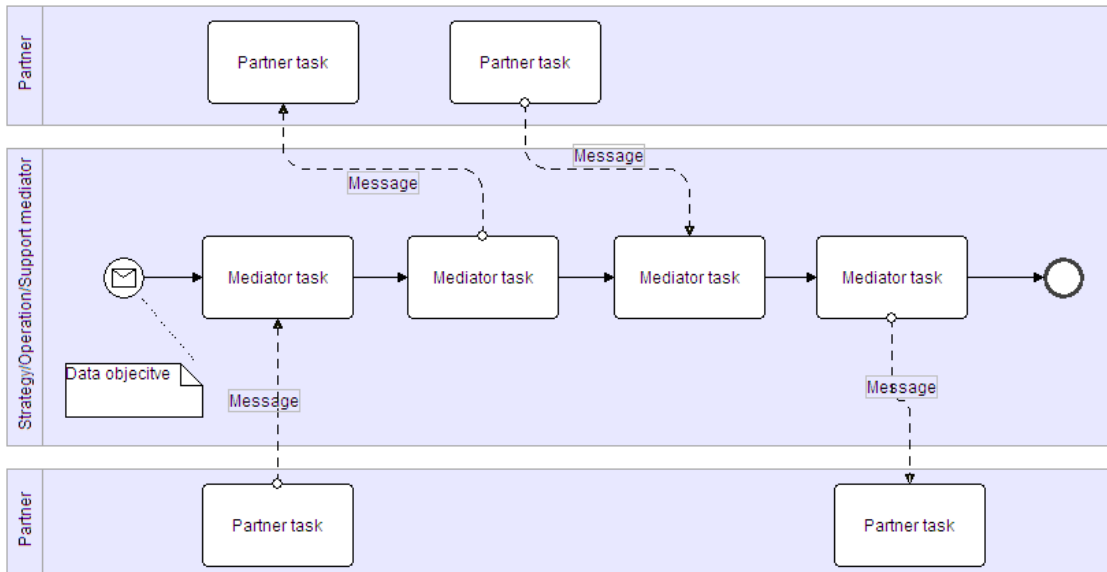 Partner
Partner task
Partner task
Strategy/Operation/Support mediator
Message
Message
Mediator task
Mediator task
Mediator task
Mediator task
Data objecitve
Message
Message
Partner
Partner task
Partner task